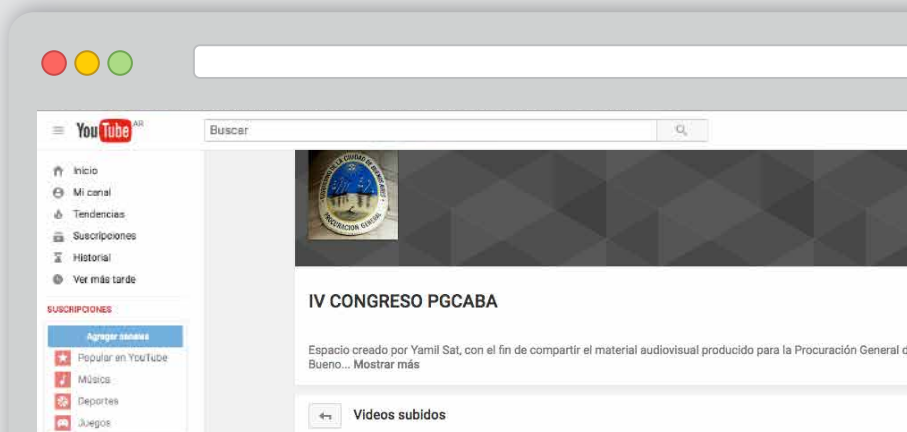 YouTube AR
Buscar
Inicio
Mi canal
Tendencias
Suscripciones
Historial
Ver más tarde
SUSCRIPCIONES
Agregar canales
Popular en YouTube
Música
Deportes
Juegos
PROCURACION GENERAL
IV CONGRESO PGCABA
Espacio creado por Yamil Sat, con el fin de compartir el material audiovisual producido para la Procuración General d
Bueno... Mostrar más
Videos subidos